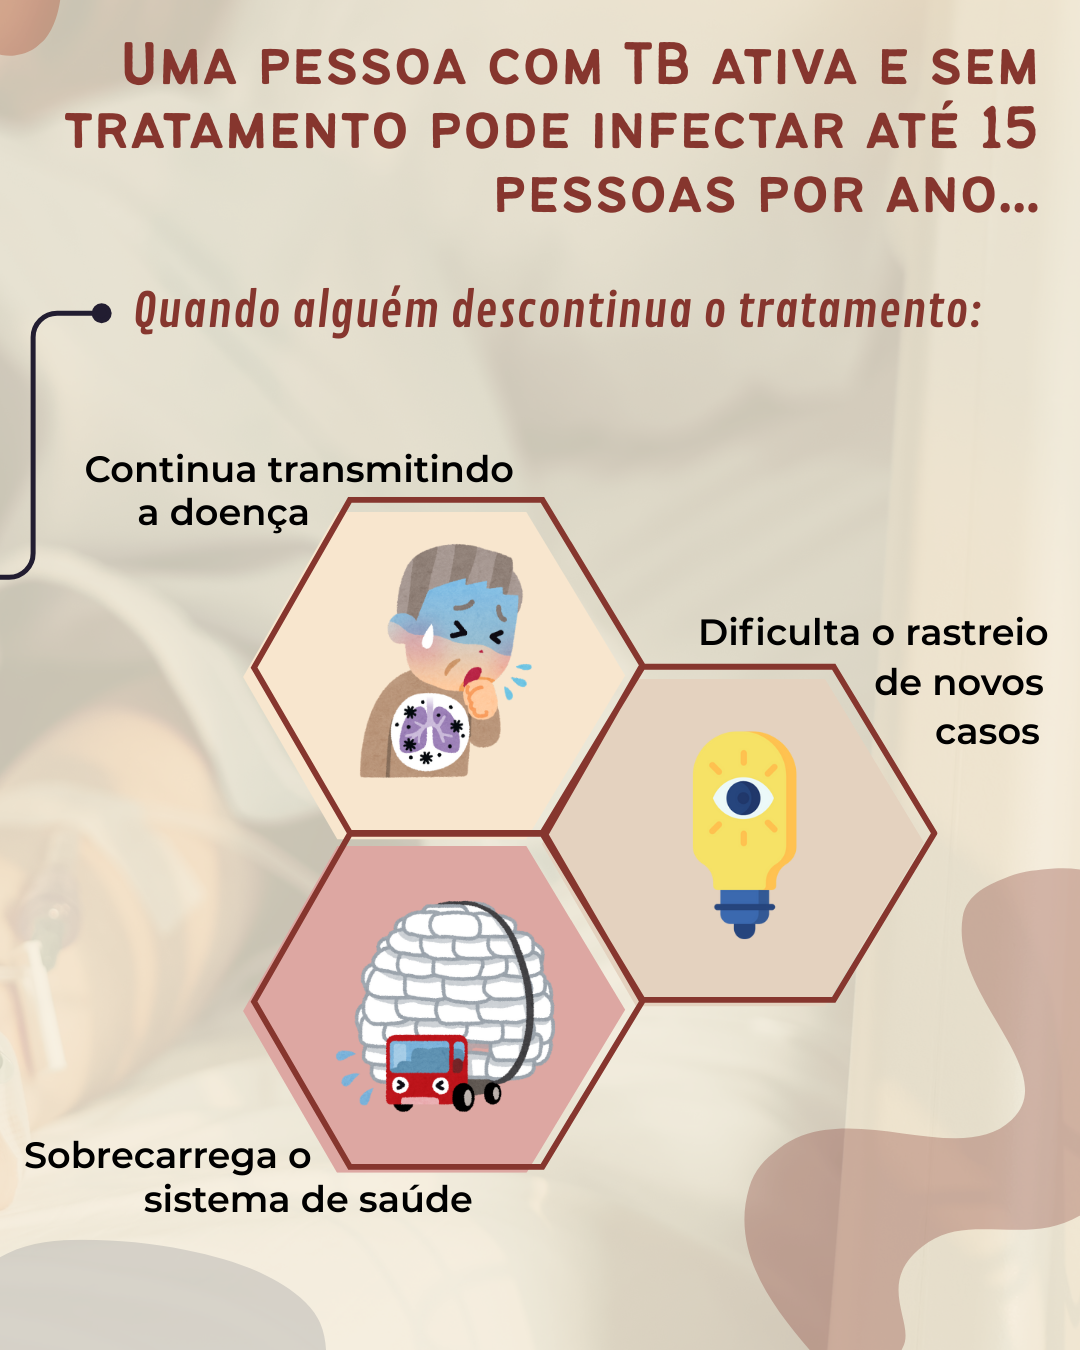 Uma pessoa com TB ativa e sem
tratamento pode infectar até 15
pessoas por ano...
Quando alguém descontinua o tratamento:
Continua transmitindo
a doença
Dificulta o rastreio
de novos
casos
Sobrecarrega o
sistema de saúde